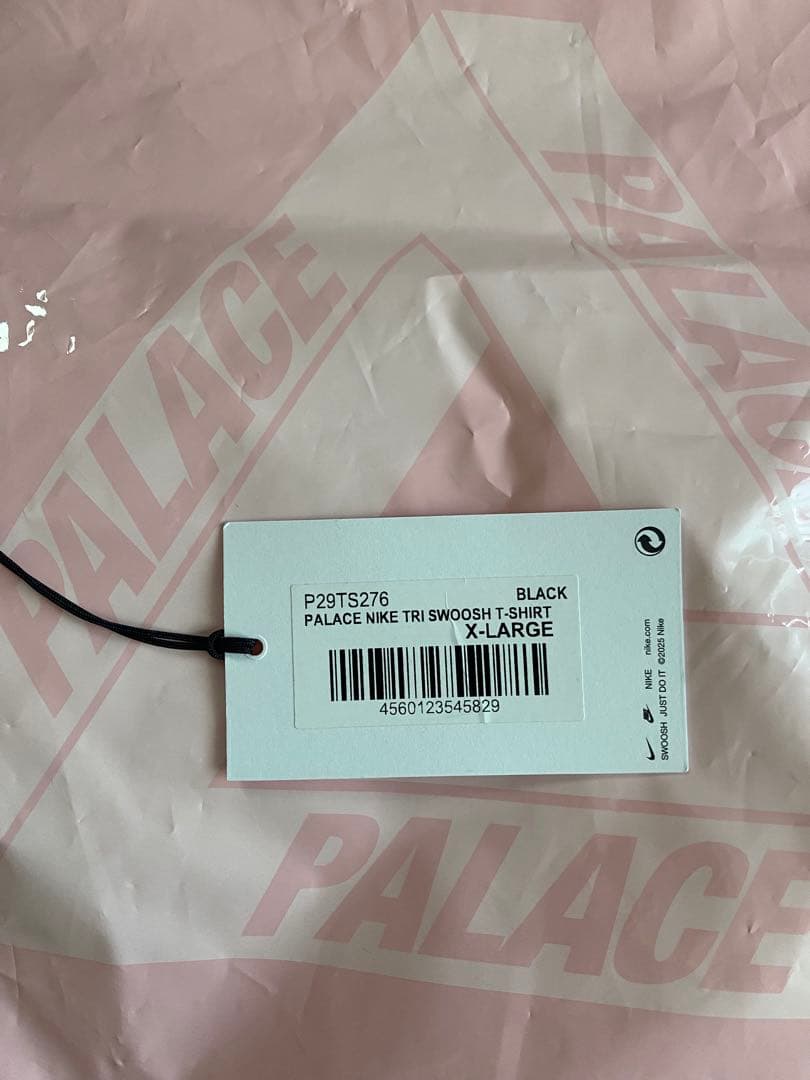 PALACE
PALAC
P29TS276 BLACK
PALACE NIKE TRI SWOOSH T-SHIRT
X-LARGE
4560123545829
NIKE nike.com
SWOOSH JUST DO IT ©2025 Nike
PALACE